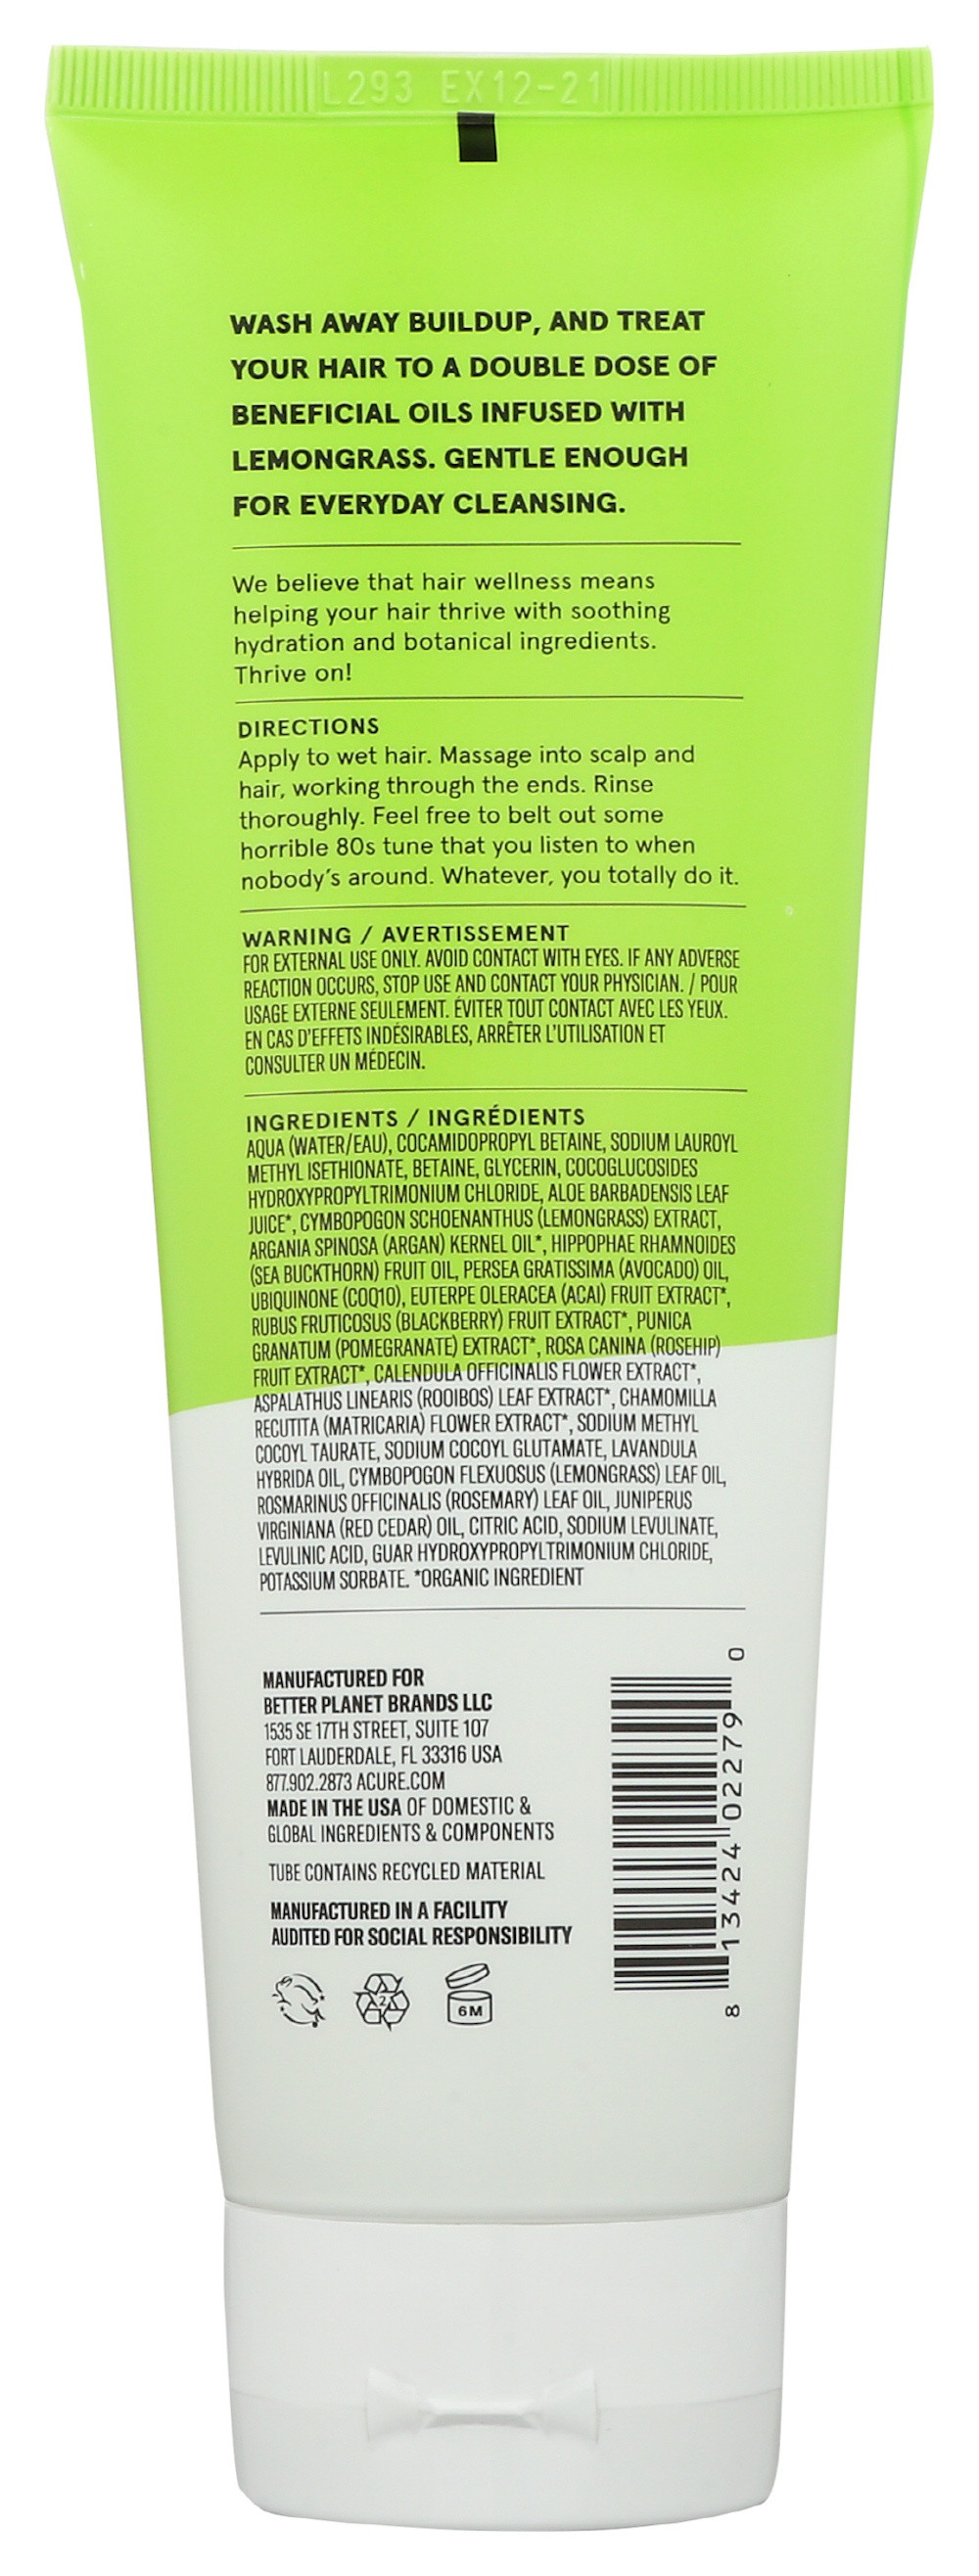 L293 EX12-21
WASH AWAY BUILDUP, AND TREAT
YOUR HAIR TO A DOUBLE DOSE OF
BENEFICIAL OILS INFUSED WITH
LEMONGRASS. GENTLE ENOUGH
FOR EVERYDAY CLEANSING.
We believe that hair wellness means
helping your hair thrive with soothing
hydration and botanical ingredients.
Thrive on!
DIRECTIONS
Apply to wet hair. Massage into scalp and
hair, working through the ends. Rinse
thoroughly. Feel free to belt out some
horrible 80s tune that you listen to when
nobody's around. Whatever, you totally do it.
WARNING / AVERTISSEMENT
FOR EXTERNAL USE ONLY. AVOID CONTACT WITH EYES. IF ANY ADVERSE
REACTION OCCURS, STOP USE AND CONTACT YOUR PHYSICIAN. / POUR
USAGE EXTERNE SEULEMENT. ÉVITER TOUT CONTACT AVEC LES YEUX.
EN CAS D'EFFETS INDÉSIRABLES, ARRÊTER L'UTILISATION ET
CONSULTER UN MÉDECIN.
INGREDIENTS / INGRÉDIENTS
AQUA (WATER/EAU), COCAMIDOPROPYL BETAINE, SODIUM LAUROYL
METHYL ISETHIONATE, BETAINE, GLYCERIN, COCOGLUCOSIDES
HYDROXYPROPYLTRIMONIUM CHLORIDE, ALOE BARBADENSIS LEAF
JUICE*, CYMBOPOGON SCHOENANTHUS (LEMONGRASS) EXTRACT,
ARGANIA SPINOSA (ARGAN) KERNEL OIL*, HIPPOPHAE RHAMNOIDES
(SEA BUCKTHORN) FRUIT OIL, PERSEA GRATISSIMA (AVOCADO) OIL,
UBIQUINONE (COQ10), EUTERPE OLERACEA (ACAI) FRUIT EXTRACT*,
RUBUS FRUTICOSUS (BLACKBERRY) FRUIT EXTRACT*, PUNICA
GRANATUM (POMEGRANATE) EXTRACT*, ROSA CANINA (ROSEHIP)
FRUIT EXTRACT*, CALENDULA OFFICINALIS FLOWER EXTRACT*,
ASPALATHUS LINEARIS (ROOIBOS) LEAF EXTRACT*, CHAMOMILLA
RECUTITA (MATRICARIA) FLOWER EXTRACT*, SODIUM METHYL
COCOYL TAURATE, SODIUM COCOYL GLUTAMATE, LAVANDULA
HYBRIDA OIL, CYMBOPOGON FLEXUOSUS (LEMONGRASS) LEAF OIL,
ROSMARINUS OFFICINALIS (ROSEMARY) LEAF OIL, JUNIPERUS
VIRGINIANA (RED CEDAR) OIL, CITRIC ACID, SODIUM LEVULINATE,
LEVULINIC ACID, GUAR HYDROXYPROPYLTRIMONIUM CHLORIDE,
POTASSIUM SORBATE. *ORGANIC INGREDIENT
MANUFACTURED FOR
BETTER PLANET BRANDS LLC
1535 SE 17TH STREET, SUITE 107
FORT LAUDERDALE, FL 33316 USA
877.902.2873 ACURE.COM
MADE IN THE USA OF DOMESTIC &
GLOBAL INGREDIENTS & COMPONENTS
TUBE CONTAINS RECYCLED MATERIAL
MANUFACTURED IN A FACILITY
AUDITED FOR SOCIAL RESPONSIBILITY
2
6M
8 13424 02279 0